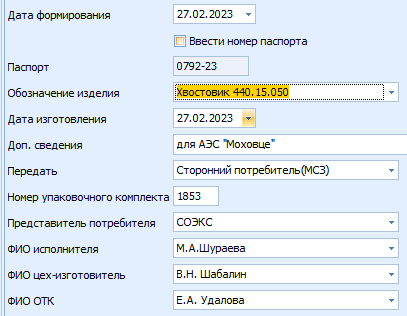 Дата формирования 27.02.2023
Ввести номер паспорта
Паспорт 0792-23
Обозначение изделия Хвостовик 440.15.050
Дата изготовления 27.02.2023
Доп. сведения для АЭС "Моховце"
Передать Сторонний потребитель(МСЗ)
Номер упаковочного комплекта 1853
Представитель потребителя СОЭКС
ФИО исполнителя М.А.Шураева
ФИО цех-изготовитель В.Н. Шабалин
ФИО ОТК Е.А. Удалова